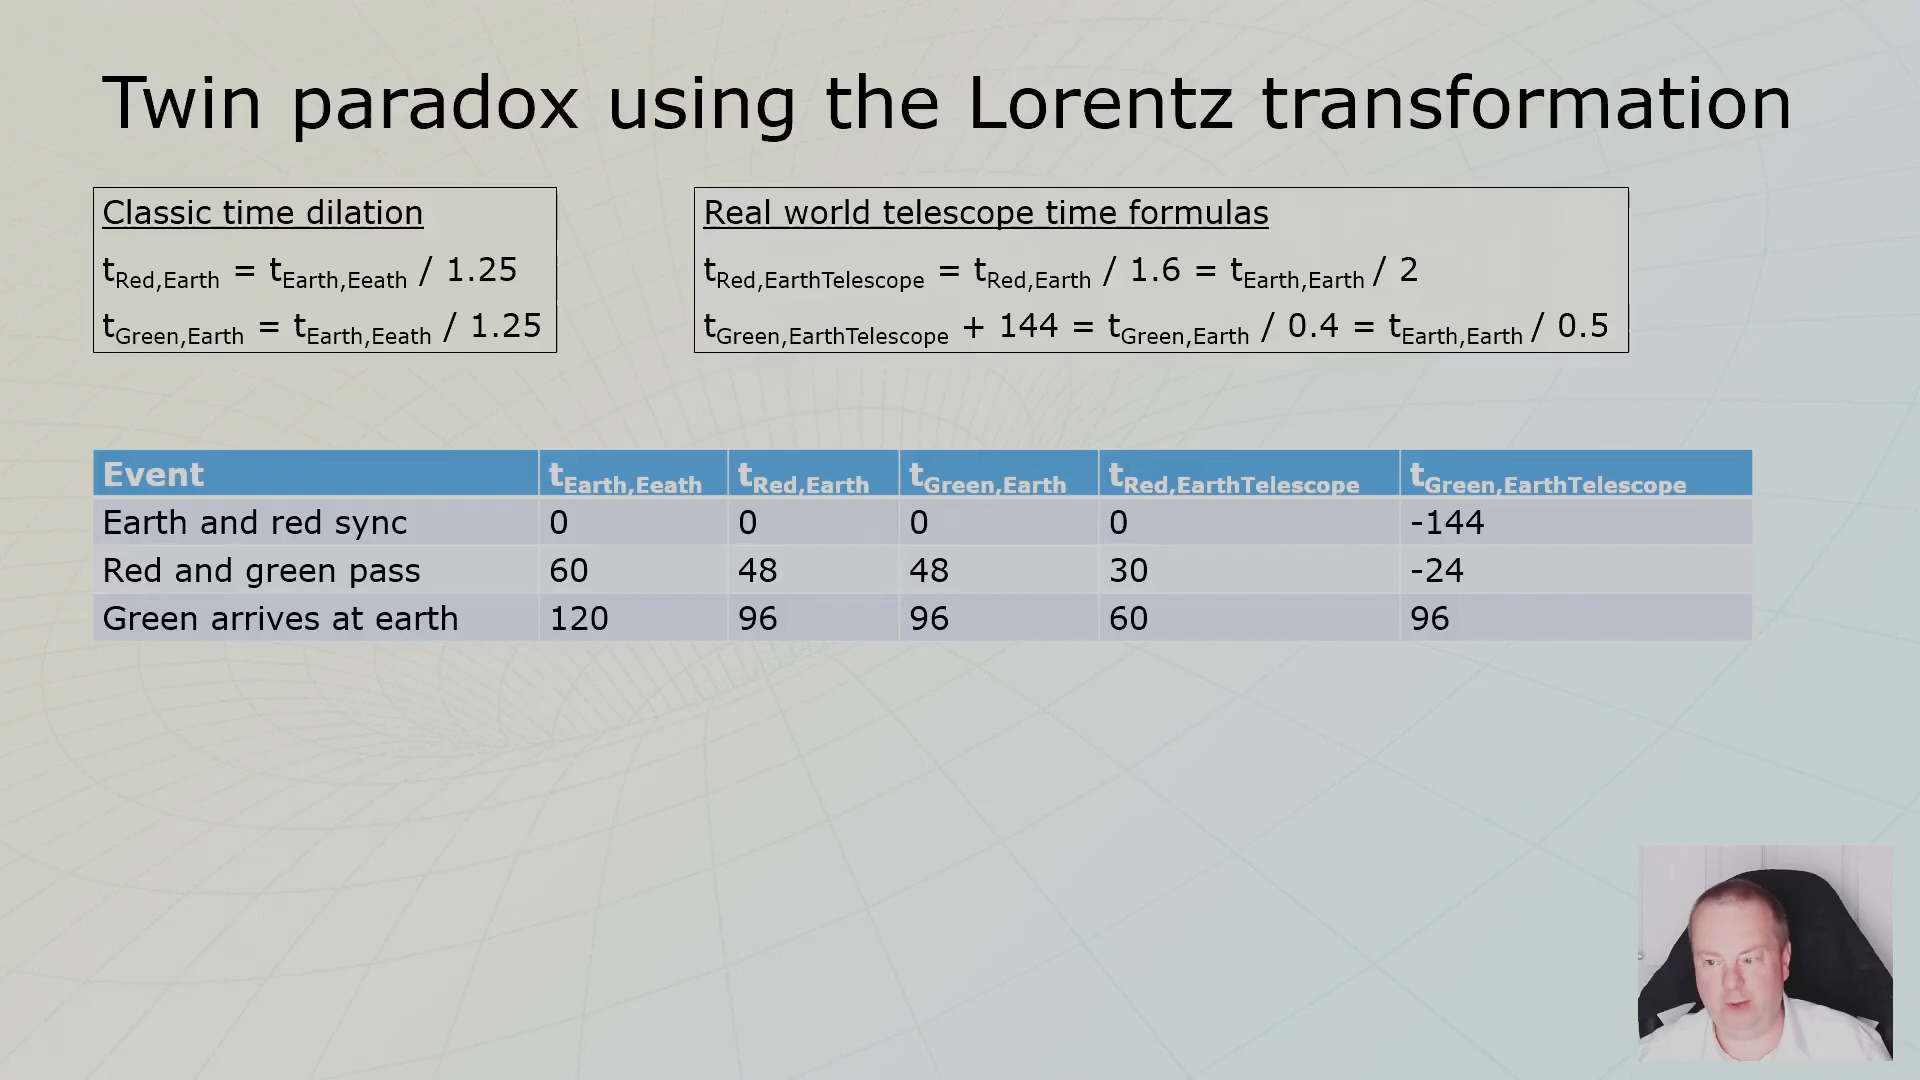 Twin paradox using the Lorentz transformation
Classic time dilation
tRed,Earth = tEarth,Eeath / 1.25
tGreen,Earth = tEarth,Eeath / 1.25
Real world telescope time formulas
tRed,EarthTelescope = tRed,Earth / 1.6 = tEarth,Earth / 2
tGreen,EarthTelescope + 144 = tGreen,Earth / 0.4 = tEarth,Earth / 0.5
Event tEarth,Eeath tRed,Earth tGreen,Earth tRed,EarthTelescope tGreen,EarthTelescope
Earth and red sync 0 0 0 0 -144
Red and green pass 60 48 48 30 -24
Green arrives at earth 120 96 96 60 96